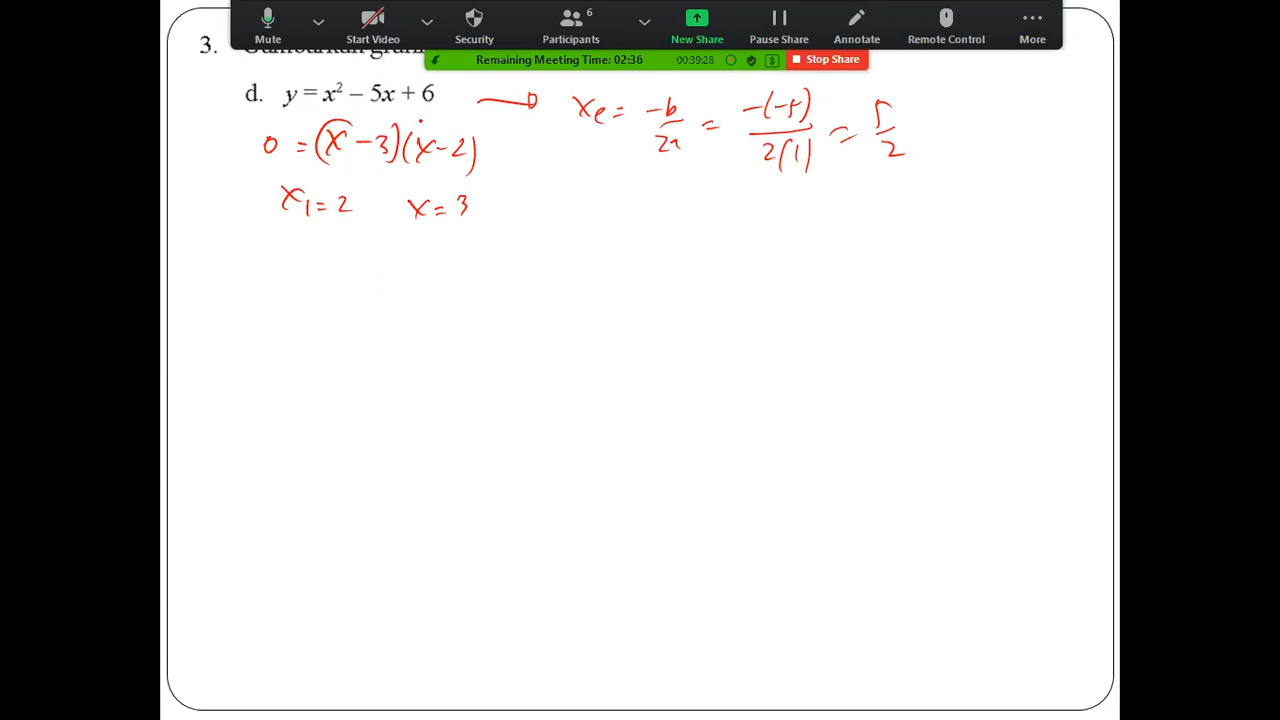 Mute
Start Video
Security
Participants
6
New Share
Pause Share
Annotate
Remote Control
More
Remaining Meeting Time: 02:36
00:39:28
Stop Share
3.
d. y = x² – 5x + 6
xe = -b/2a = -(-5)/2(1) = 5/2
0 = (x-3)(x-2)
x1 = 2 x = 3